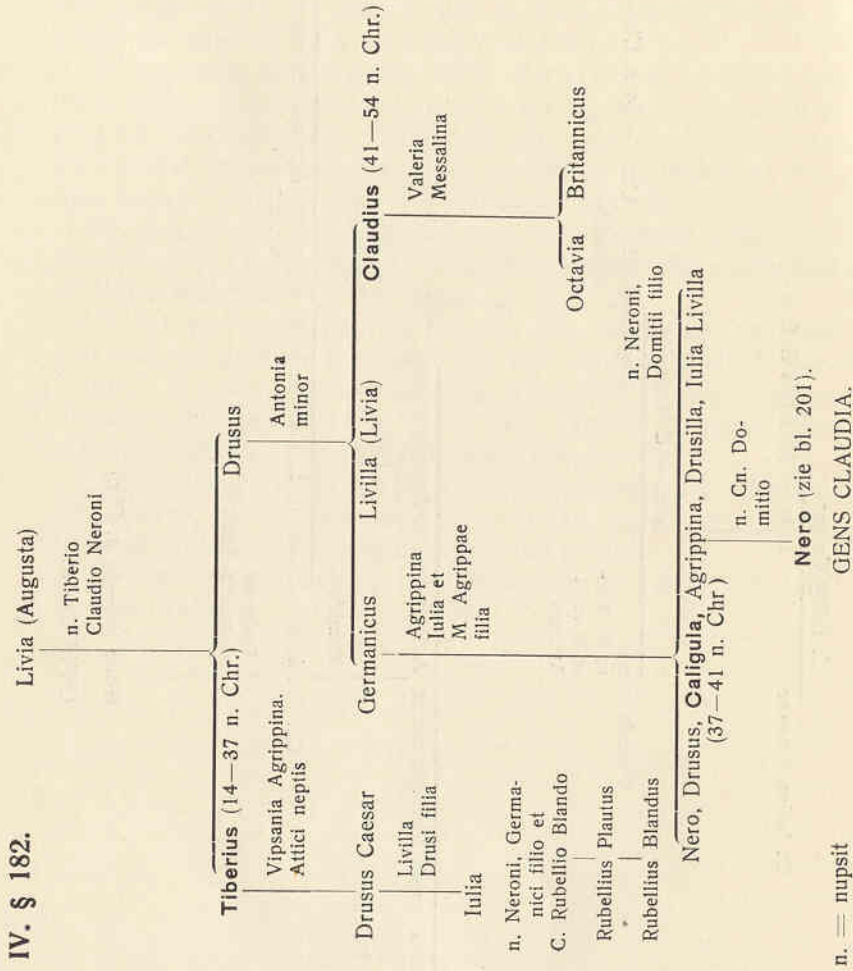 IV. § 182.
Livia (Augusta)
n. Tiberio
Claudio Neroni
Tiberius (14—37 n. Chr.)
Drusus
Vipsania Agrippina.
Attici neptis
Antonia
minor
Drusus Caesar
Germanicus
Livilla (Livia)
Claudius (41—54 n. Chr.)
Livilla
Drusi filia
Agrippina
Iulia et
M Agrippae
filia
Valeria
Messalina
Iulia
n. Neroni, Germa-
nici filio et
C. Rubellio Blando
Octavia Britannicus
Rubellius Plautus
Rubellius Blandus
n. Neroni,
Domitii filio
Nero, Drusus, Caligula, Agrippina, Drusilla, Iulia Livilla
(37—41 n. Chr)
n. Cn. Do-
mitio
Nero (zie bl. 201).
n. = nupsit
GENS CLAUDIA.